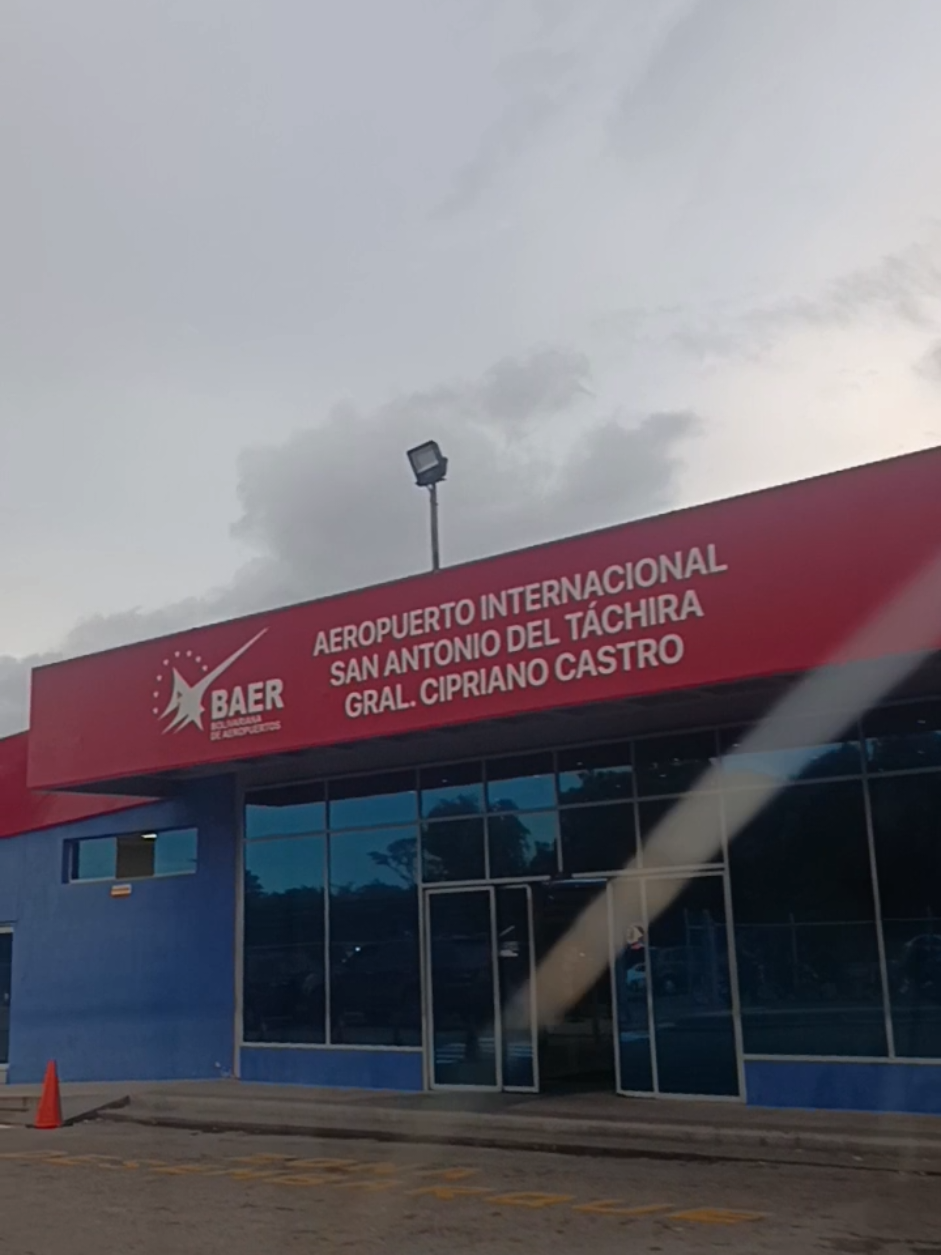 AEROPUERTO INTERNACIONAL
SAN ANTONIO DEL TÁCHIRA
GRAL. CIPRIANO CASTRO
BAER
BOLIVARIANA
DE AEROPUERTOS